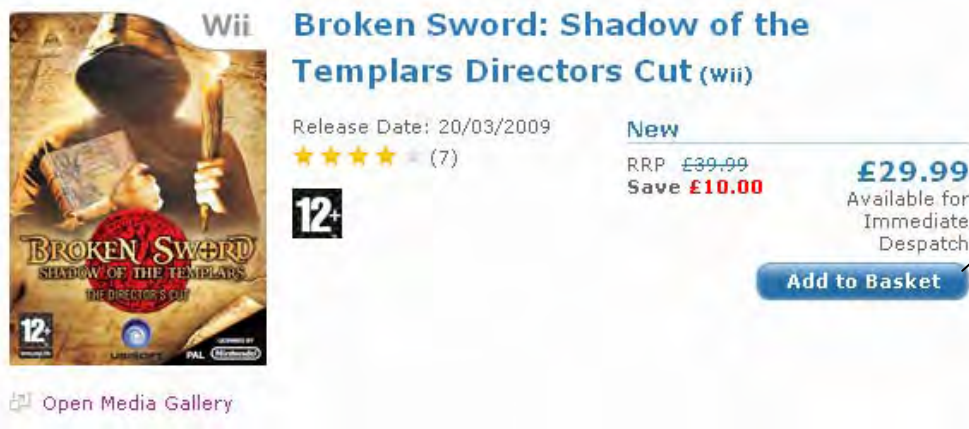 Wii
BROKEN SWORD
SHADOW OF THE TEMPLARS
THE DIRECTOR'S CUT
12+
UBISOFT
PAL
Nintendo
Open Media Gallery
Broken Sword: Shadow of the
Templars Directors Cut (Wii)
Release Date: 20/03/2009
(7)
12+
New
RRP £39.99
Save £10.00
£29.99
Available for
Immediate
Despatch
Add to Basket